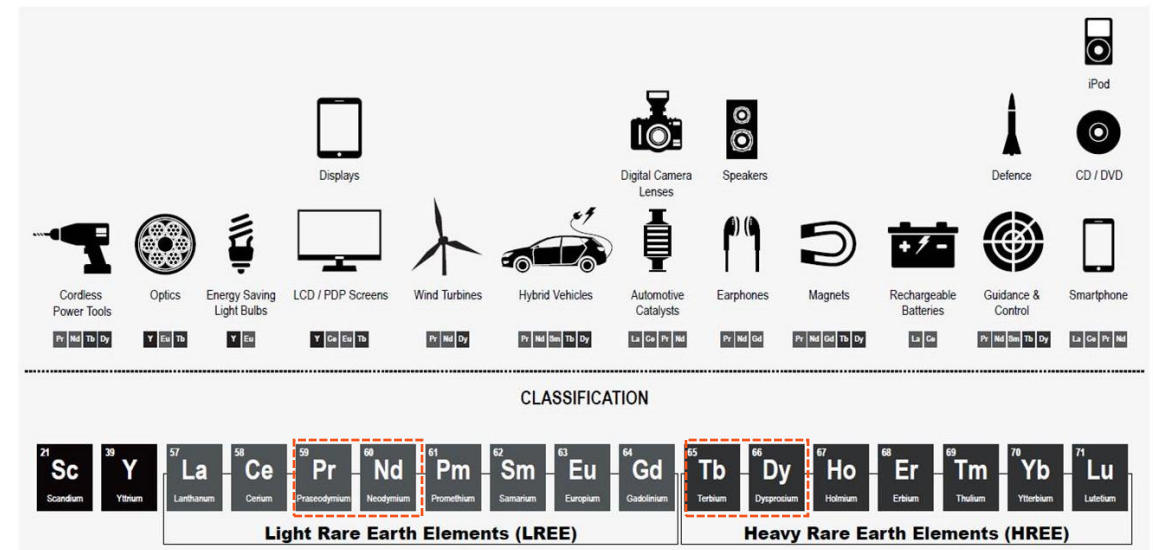 iPod
Displays
Digital Camera
Lenses
Speakers
Defence
CD / DVD
Cordless
Power Tools
Optics
Energy Saving
Light Bulbs
LCD / PDP Screens
Wind Turbines
Hybrid Vehicles
Automotive
Catalysts
Earphones
Magnets
Rechargeable
Batteries
Guidance &
Control
Smartphone
Pr Nd Tb Dy
Y Eu Tb
Y Eu
Y Ce Eu Tb
Pr Nd Dy
Pr Nd Sm Tb Dy
La Ce Pr Nd
Pr Nd Gd
Pr Nd Gd Tb Dy
La Ce
Pr Nd Sm Tb Dy
La Ce Pr Nd
CLASSIFICATION
21
Sc
Scandium
39
Y
Yttrium
57
La
Lanthanum
58
Ce
Cerium
59
Pr
Praseodymium
60
Nd
Neodymium
61
Pm
Promethium
62
Sm
Samarium
63
Eu
Europium
64
Gd
Gadolinium
65
Tb
Terbium
66
Dy
Dysprosium
67
Ho
Holmium
68
Er
Erbium
69
Tm
Thulium
70
Yb
Ytterbium
71
Lu
Lutetium
Light Rare Earth Elements (LREE)
Heavy Rare Earth Elements (HREE)